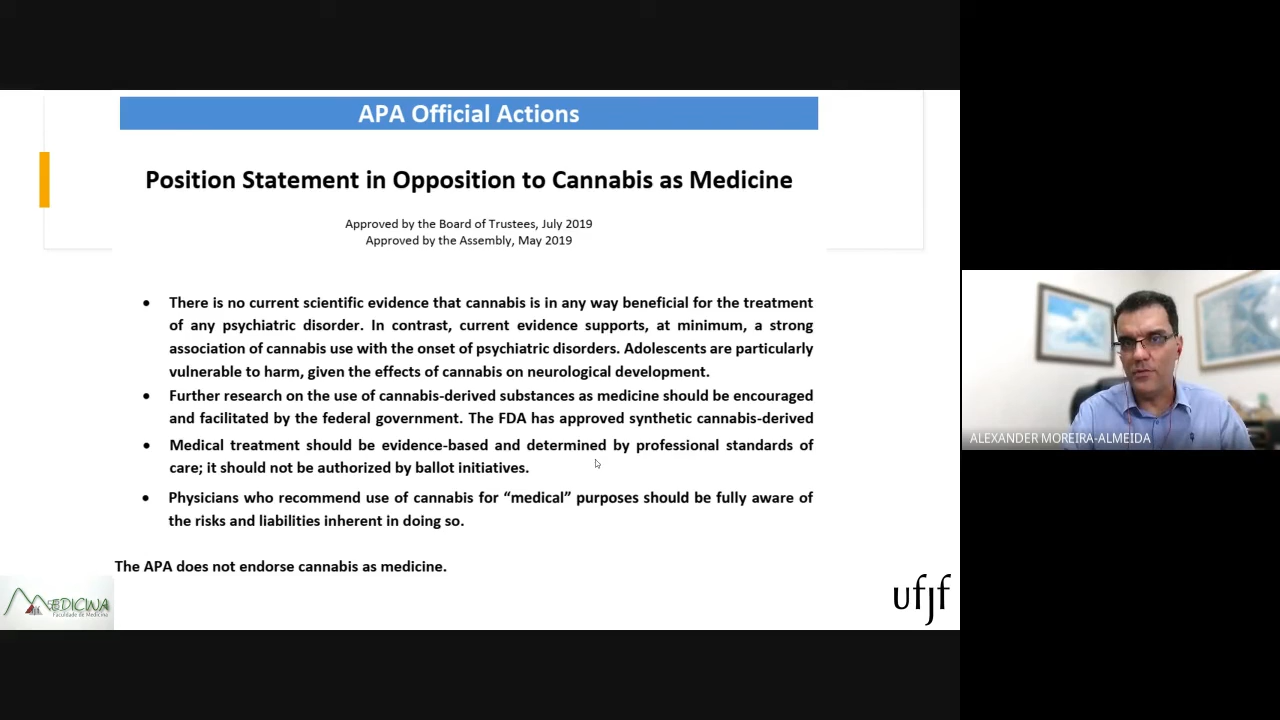 APA Official Actions
Position Statement in Opposition to Cannabis as Medicine
Approved by the Board of Trustees, July 2019
Approved by the Assembly, May 2019
• There is no current scientific evidence that cannabis is in any way beneficial for the treatment
of any psychiatric disorder. In contrast, current evidence supports, at minimum, a strong
association of cannabis use with the onset of psychiatric disorders. Adolescents are particularly
vulnerable to harm, given the effects of cannabis on neurological development.
• Further research on the use of cannabis-derived substances as medicine should be encouraged
and facilitated by the federal government. The FDA has approved synthetic cannabis-derived
• Medical treatment should be evidence-based and determined by professional standards of
care; it should not be authorized by ballot initiatives.
• Physicians who recommend use of cannabis for “medical” purposes should be fully aware of
the risks and liabilities inherent in doing so.
The APA does not endorse cannabis as medicine.
MEDICINA
Faculdade de Medicina
ufjf
ALEXANDER MOREIRA-ALMEIDA